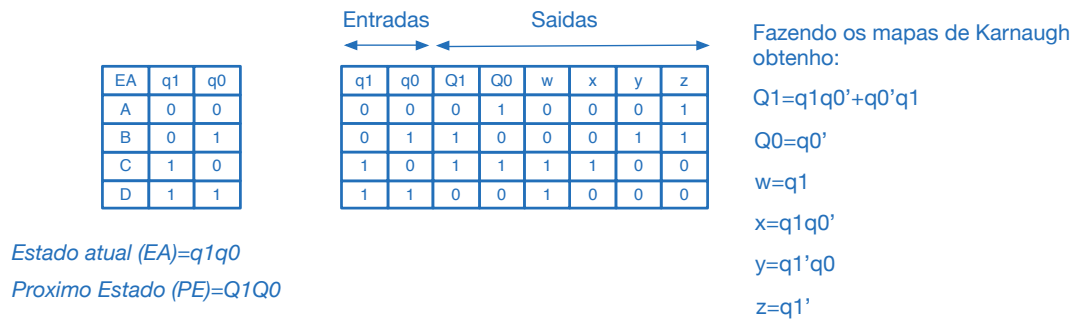 Entradas Saidas
EA q1 q0
A 0 0
B 0 1
C 1 0
D 1 1
Estado atual (EA)=q1q0
Proximo Estado (PE)=Q1Q0
q1 q0 Q1 Q0 w x y z
0 0 0 1 0 0 0 1
0 1 1 0 0 0 1 1
1 0 1 1 1 1 0 0
1 1 0 0 1 0 0 0
Fazendo os mapas de Karnaugh
obtenho:
Q1=q1q0’+q0’q1
Q0=q0’
w=q1
x=q1q0’
y=q1’q0
z=q1’